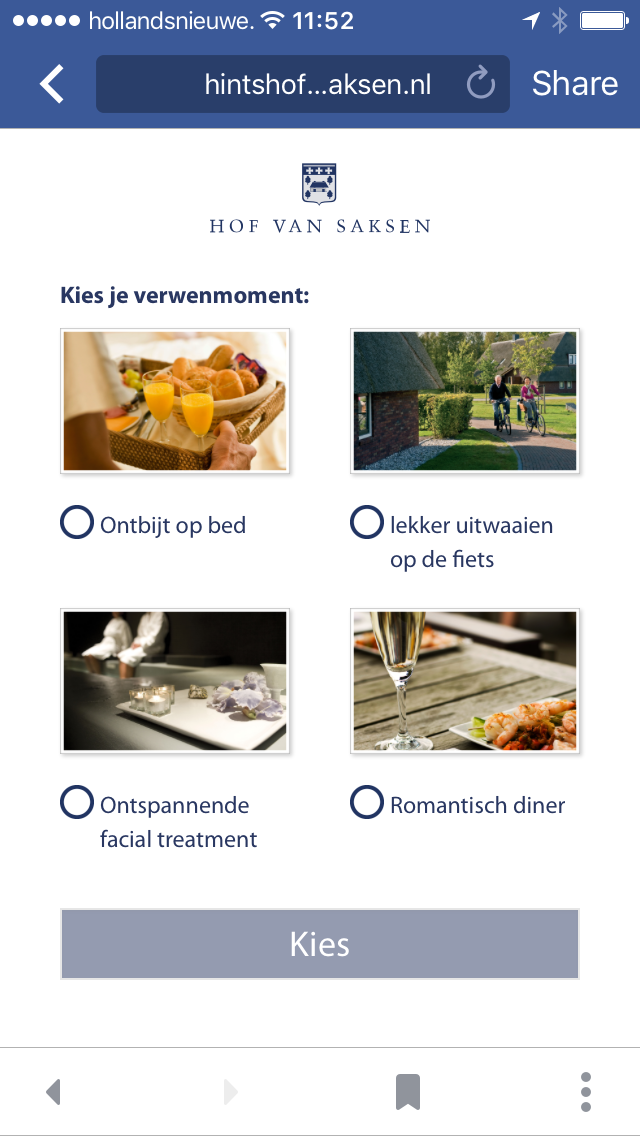 hollandsnieuwe. 11:52
hintshof...aksen.nl
Share
HOF VAN SAKSEN
Kies je verwenmoment:
Ontbijt op bed
lekker uitwaaien
op de fiets
Ontspannende
facial treatment
Romantisch diner
Kies